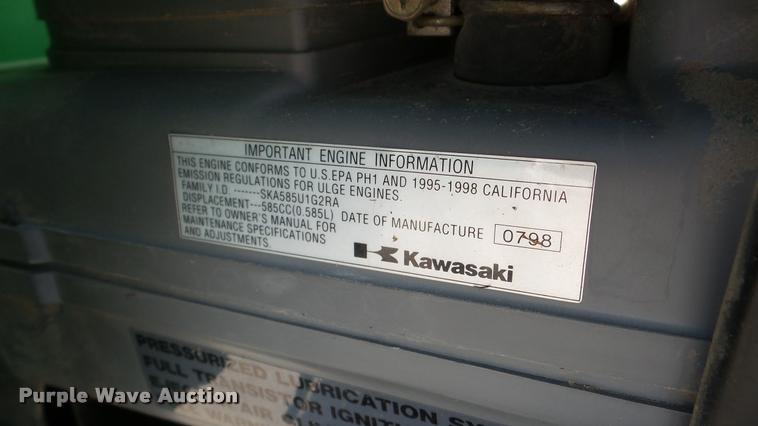 IMPORTANT ENGINE INFORMATION
THIS ENGINE CONFORMS TO U.S.EPA PH1 AND 1995-1998 CALIFORNIA
EMISSION REGULATIONS FOR ULGE ENGINES.
FAMILY I.D. -------SKA585U1G2RA
DISPLACEMENT---585CC(0.585L) DATE OF MANUFACTURE 0798
REFER TO OWNER'S MANUAL FOR
MAINTENANCE SPECIFICATIONS
AND ADJUSTMENTS.
Kawasaki
PRESSURIZED LUBRICATION
FULL TRANSISTOR
AIR
Purple Wave Auction